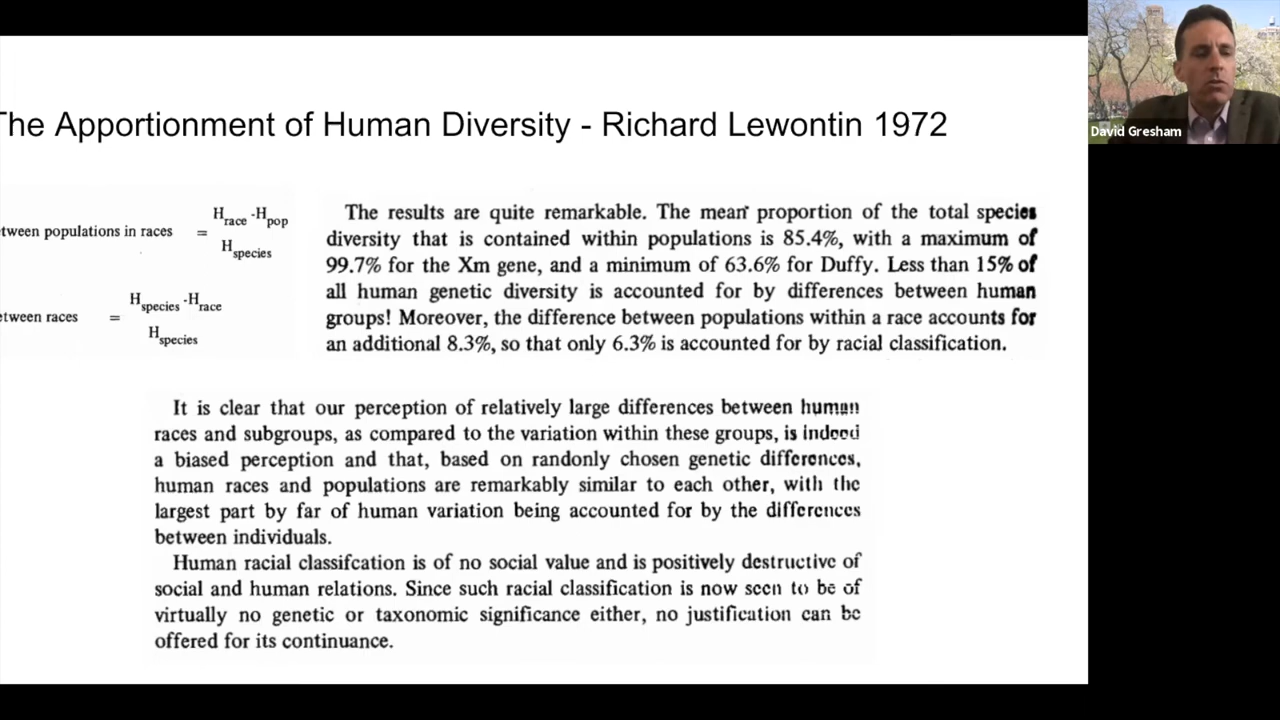 The Apportionment of Human Diversity - Richard Lewontin 1972
David Gresham
tween populations in races = H_race -H_pop
H_species
tween races = H_species -H_race
H_species
The results are quite remarkable. The mean proportion of the total species
diversity that is contained within populations is 85.4%, with a maximum of
99.7% for the Xm gene, and a minimum of 63.6% for Duffy. Less than 15% of
all human genetic diversity is accounted for by differences between human
groups! Moreover, the difference between populations within a race accounts for
an additional 8.3%, so that only 6.3% is accounted for by racial classification.
It is clear that our perception of relatively large differences between human
races and subgroups, as compared to the variation within these groups, is indeed
a biased perception and that, based on randonly chosen genetic differences,
human races and populations are remarkably similar to each other, with the
largest part by far of human variation being accounted for by the differences
between individuals.
Human racial classifcation is of no social value and is positively destructive of
social and human relations. Since such racial classification is now seen to be of
virtually no genetic or taxonomic significance either, no justification can be
offered for its continuance.